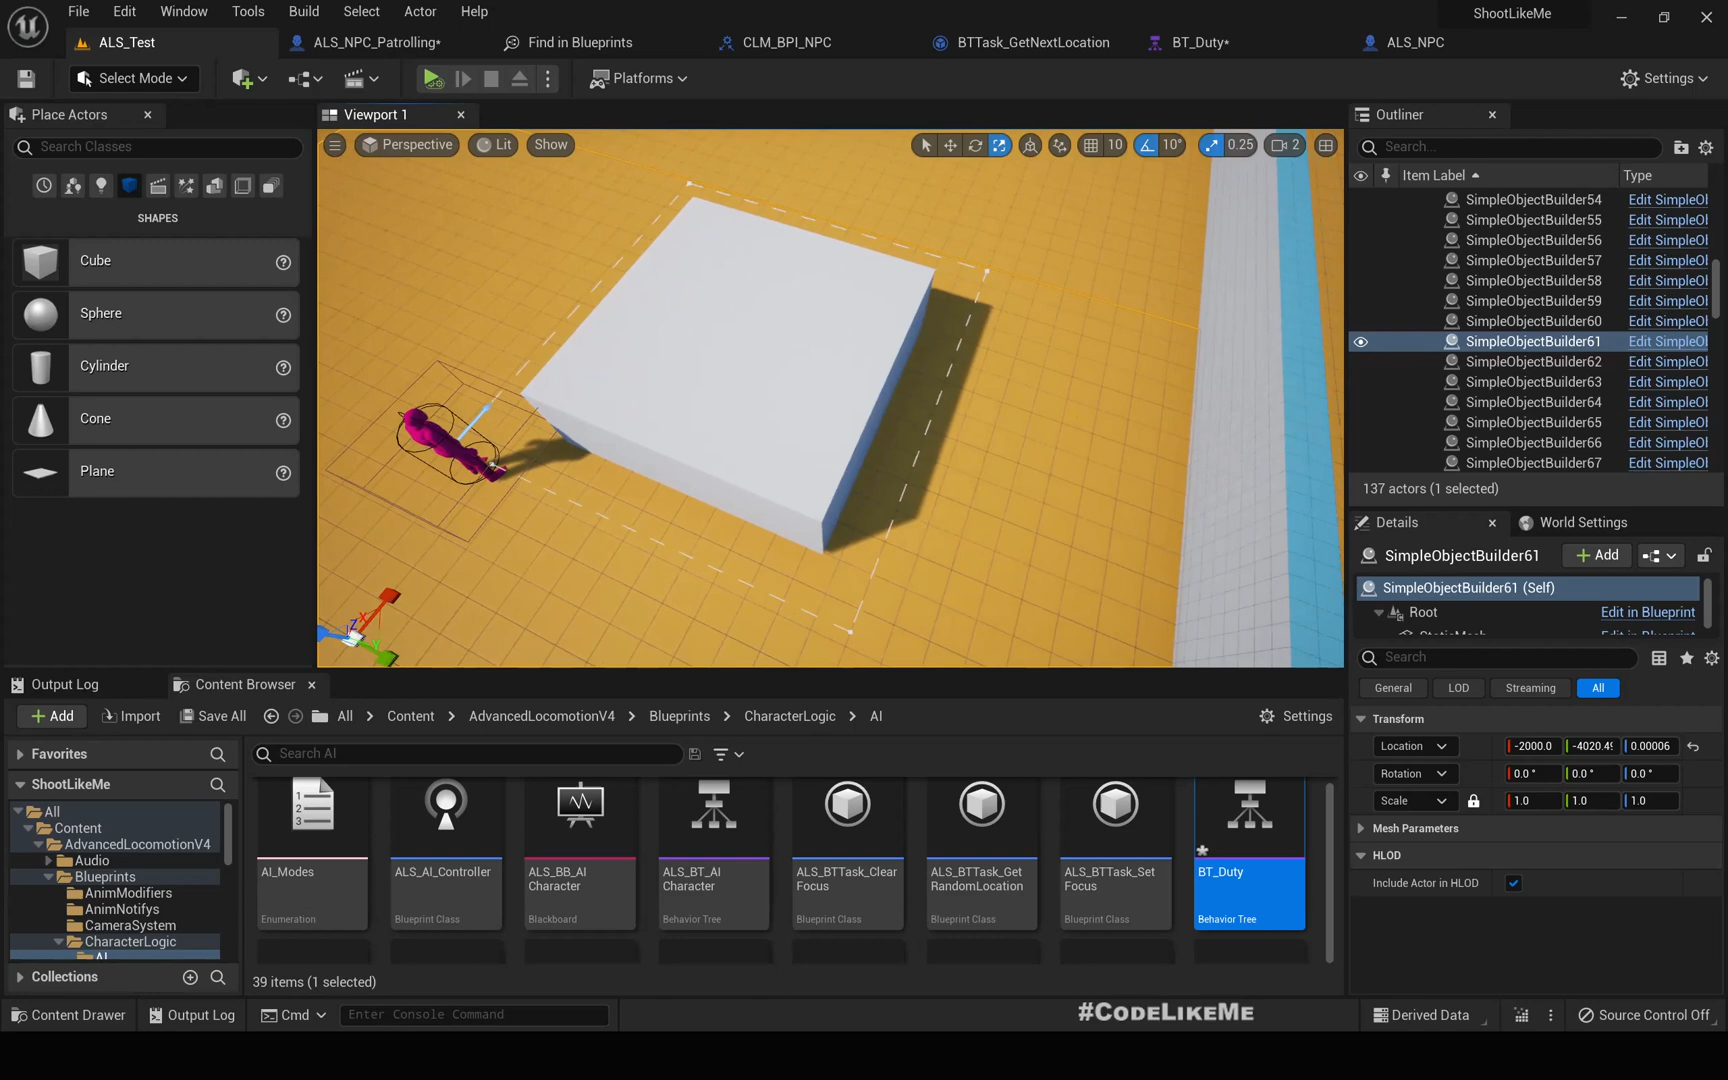 File Edit Window Tools Build Select Actor Help
ShootLikeMe
ALS_Test
ALS_NPC_Patrolling*
Find in Blueprints
CLM_BPI_NPC
BTTask_GetNextLocation
BT_Duty*
ALS_NPC
Select Mode
Platforms
Settings
Place Actors
Viewport 1
Search Classes
SHAPES
Cube
Sphere
Cylinder
Cone
Plane
Perspective
Lit
Show
10
10°
0.25
2
X
Z
Y
Outliner
Search...
Item Label
Type
SimpleObjectBuilder54 Edit SimpleOl
SimpleObjectBuilder55 Edit SimpleOl
SimpleObjectBuilder56 Edit SimpleOl
SimpleObjectBuilder57 Edit SimpleOl
SimpleObjectBuilder58 Edit SimpleOl
SimpleObjectBuilder59 Edit SimpleOl
SimpleObjectBuilder60 Edit SimpleOl
SimpleObjectBuilder61 Edit SimpleOl
SimpleObjectBuilder62 Edit SimpleOl
SimpleObjectBuilder63 Edit SimpleOl
SimpleObjectBuilder64 Edit SimpleOl
SimpleObjectBuilder65 Edit SimpleOl
SimpleObjectBuilder66 Edit SimpleOl
SimpleObjectBuilder67 Edit SimpleOl
137 actors (1 selected)
Details
World Settings
SimpleObjectBuilder61
Add
SimpleObjectBuilder61 (Self)
Root Edit in Blueprint
Search
General
LOD
Streaming
All
Transform
Location -2000.0 -4020.49 0.00006
Rotation 0.0° 0.0° 0.0°
Scale 1.0 1.0 1.0
Mesh Parameters
HLOD
Include Actor in HLOD
Output Log
Content Browser
Add
Import
Save All
All > Content > AdvancedLocomotionV4 > Blueprints > CharacterLogic > AI
Settings
Favorites
ShootLikeMe
All
Content
AdvancedLocomotionV4
Audio
Blueprints
AnimModifiers
AnimNotifys
CameraSystem
CharacterLogic
AI
Collections
Search AI
AI_Modes
Enumeration
ALS_AI_Controller
Blueprint Class
ALS_BB_AI
Character
Blackboard
ALS_BT_AI
Character
Behavior Tree
ALS_BTTask_Clear
Focus
Blueprint Class
ALS_BTTask_Get
RandomLocation
Blueprint Class
ALS_BTTask_Set
Focus
Blueprint Class
BT_Duty
Behavior Tree
39 items (1 selected)
Content Drawer
Output Log
Cmd
Enter Console Command
#CodeLikeMe
Derived Data
Source Control Off